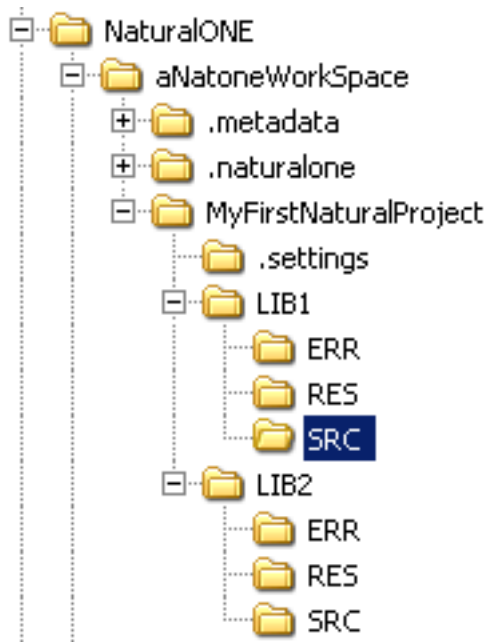 NaturalONE
aNatoneWorkSpace
.metadata
.naturalone
MyFirstNaturalProject
.settings
LIB1
ERR
RES
SRC
LIB2
ERR
RES
SRC